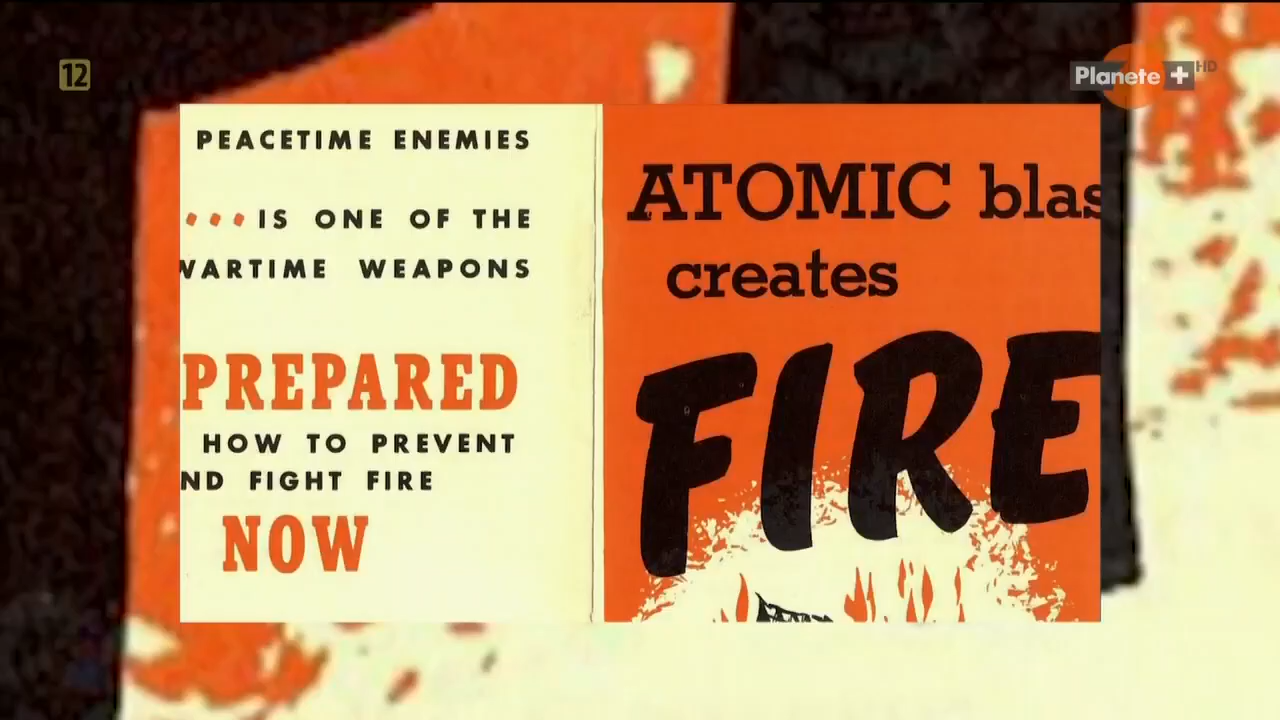 12
Planete + HD
PEACETIME ENEMIES
...IS ONE OF THE
WARTIME WEAPONS
PREPARED
HOW TO PREVENT
ND FIGHT FIRE
NOW
ATOMIC blas
creates
FIRE